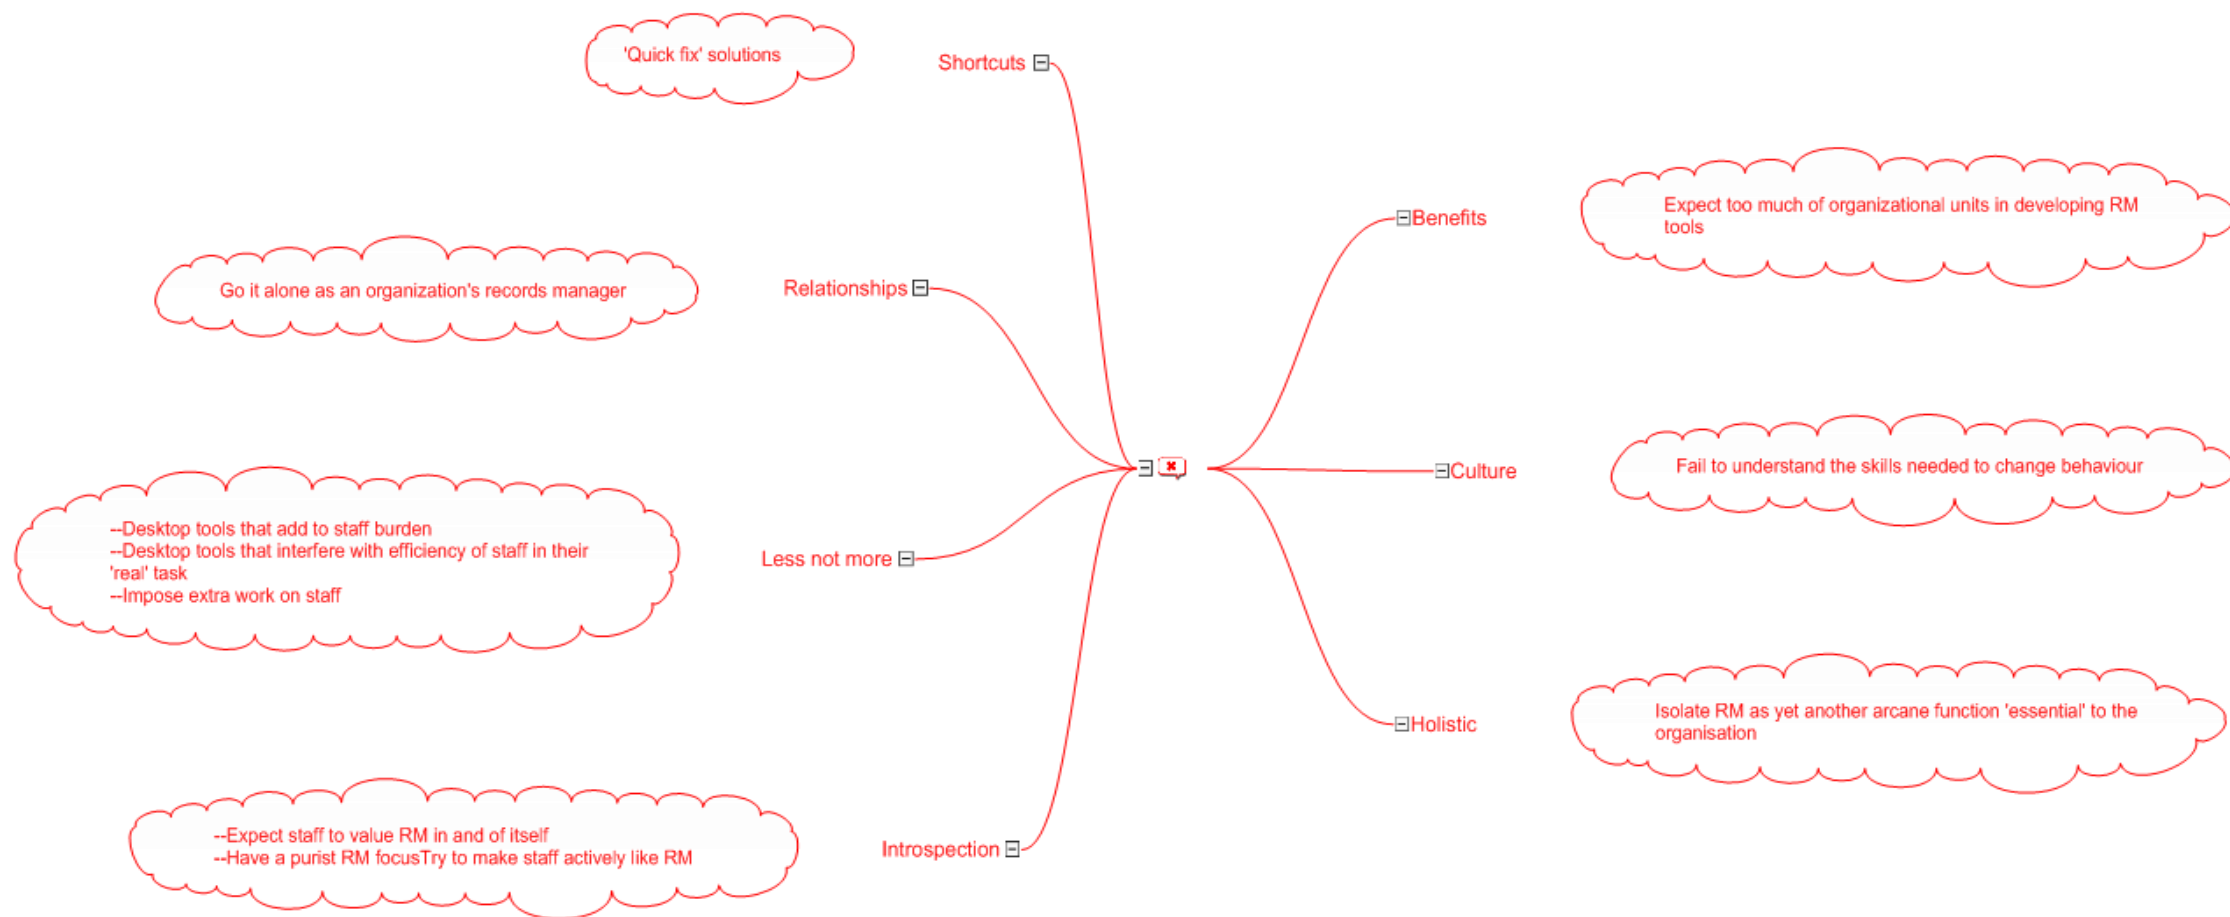 'Quick fix' solutions
Shortcuts
Benefits
Expect too much of organizational units in developing RM
tools
Go it alone as an organization's records manager
Relationships
Culture
Fail to understand the skills needed to change behaviour
--Desktop tools that add to staff burden
--Desktop tools that interfere with efficiency of staff in their
'real' task
--Impose extra work on staff
Less not more
Holistic
Isolate RM as yet another arcane function 'essential' to the
organisation
--Expect staff to value RM in and of itself
--Have a purist RM focusTry to make staff actively like RM
Introspection